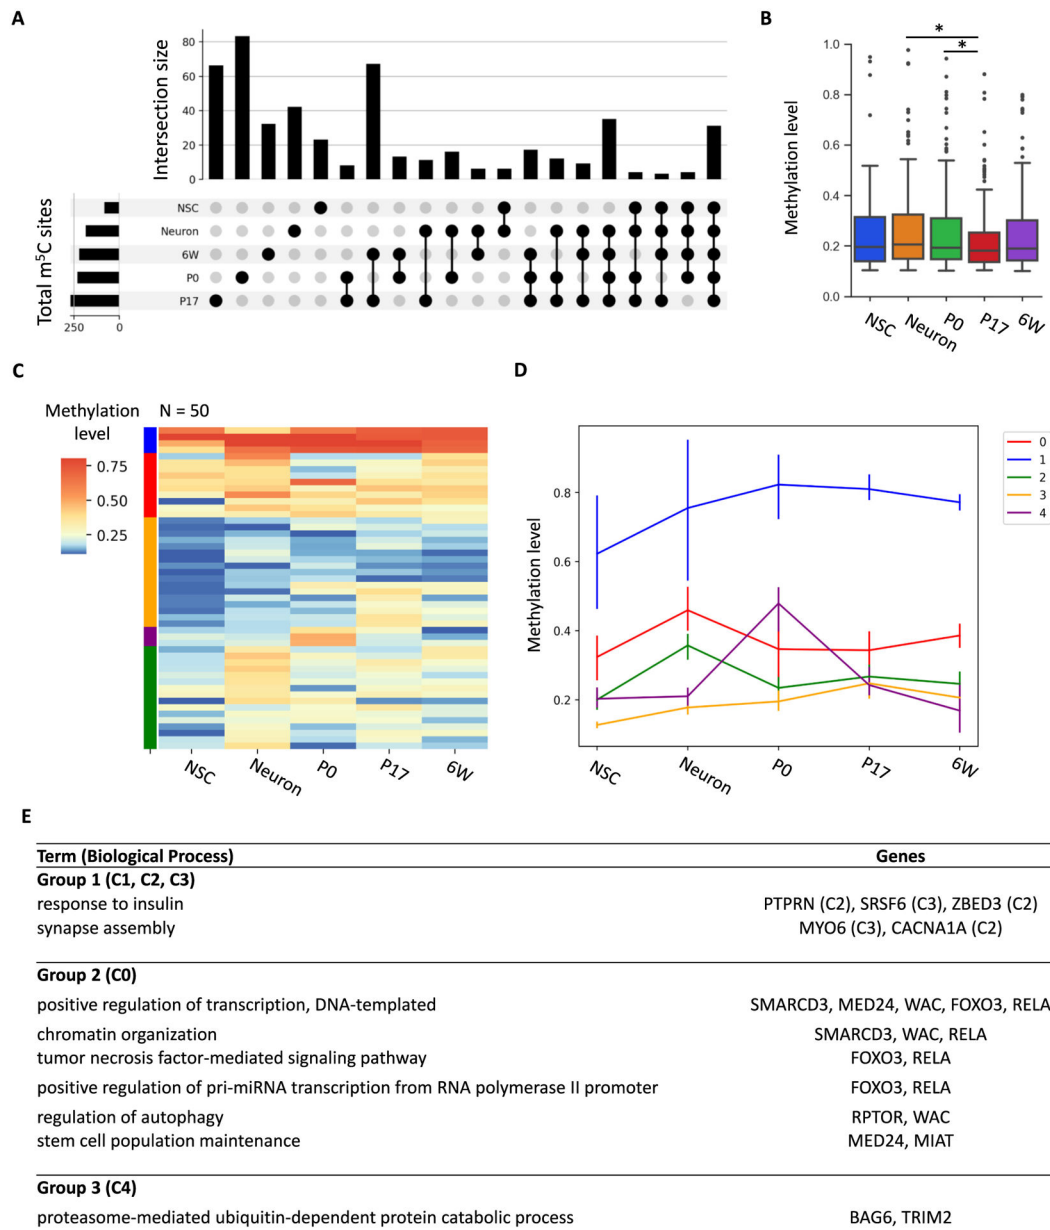 A
Intersection size
80
60
40
20
0
Total m⁵C sites
NSC
Neuron
6W
P0
P17
250
0
B
*
*
Methylation level
1.0
0.8
0.6
0.4
0.2
0.0
NSC
Neuron
P0
P17
6W
C
Methylation level
N = 50
0.75
0.50
0.25
NSC
Neuron
P0
P17
6W
D
Methylation level
0.8
0.6
0.4
0.2
NSC
Neuron
P0
P17
6W
0
1
2
3
4
E
Term (Biological Process) Genes
Group 1 (C1, C2, C3)
response to insulin PTPRN (C2), SRSF6 (C3), ZBED3 (C2)
synapse assembly MYO6 (C3), CACNA1A (C2)
Group 2 (C0)
positive regulation of transcription, DNA-templated SMARCD3, MED24, WAC, FOXO3, RELA
chromatin organization SMARCD3, WAC, RELA
tumor necrosis factor-mediated signaling pathway FOXO3, RELA
positive regulation of pri-miRNA transcription from RNA polymerase II promoter FOXO3, RELA
regulation of autophagy RPTOR, WAC
stem cell population maintenance MED24, MIAT
Group 3 (C4)
proteasome-mediated ubiquitin-dependent protein catabolic process BAG6, TRIM2